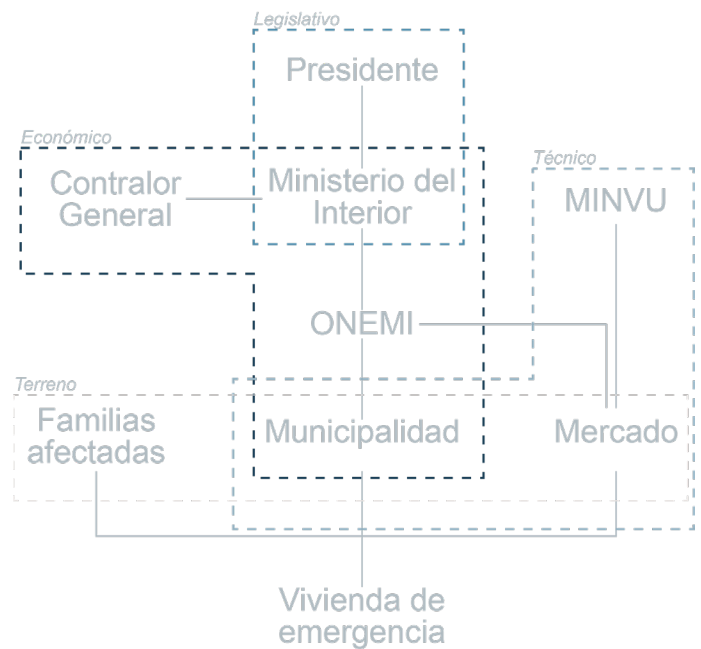 Legislativo
Presidente
Económico
Contralor
General
Ministerio del
Interior
Técnico
MINVU
ONEMI
Terreno
Familias
afectadas
Municipalidad
Mercado
Vivienda de
emergencia